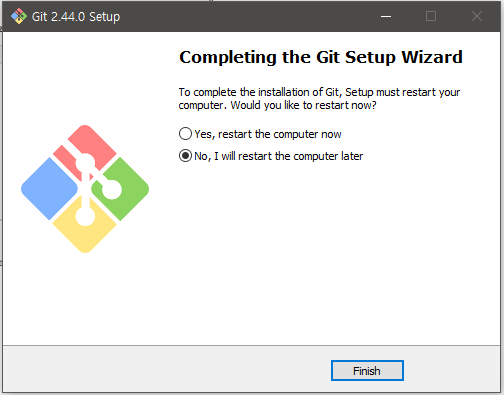 Git 2.44.0 Setup
Completing the Git Setup Wizard
To complete the installation of Git, Setup must restart your
computer. Would you like to restart now?
Yes, restart the computer now
No, I will restart the computer later
Finish